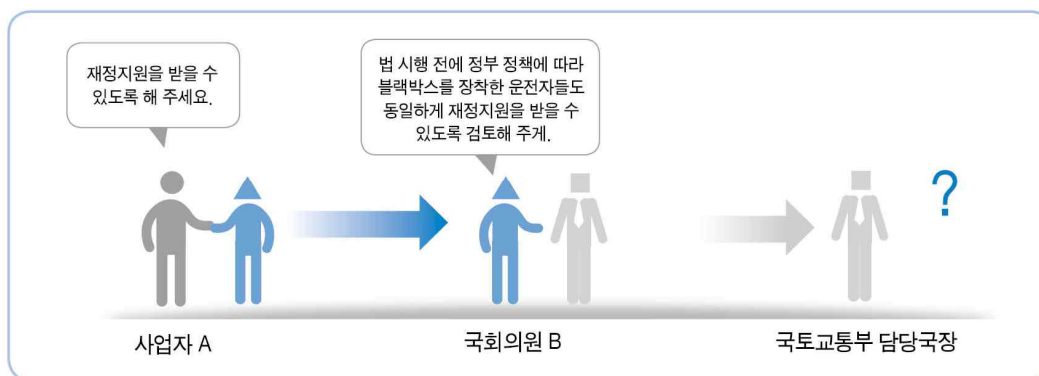 재정지원을 받을 수
있도록 해 주세요.
법 시행 전에 정부 정책에 따라
블랙박스를 장착한 운전자들도
동일하게 재정지원을 받을 수
있도록 검토해 주게.
?
사업자 A
국회의원 B
국토교통부 담당국장